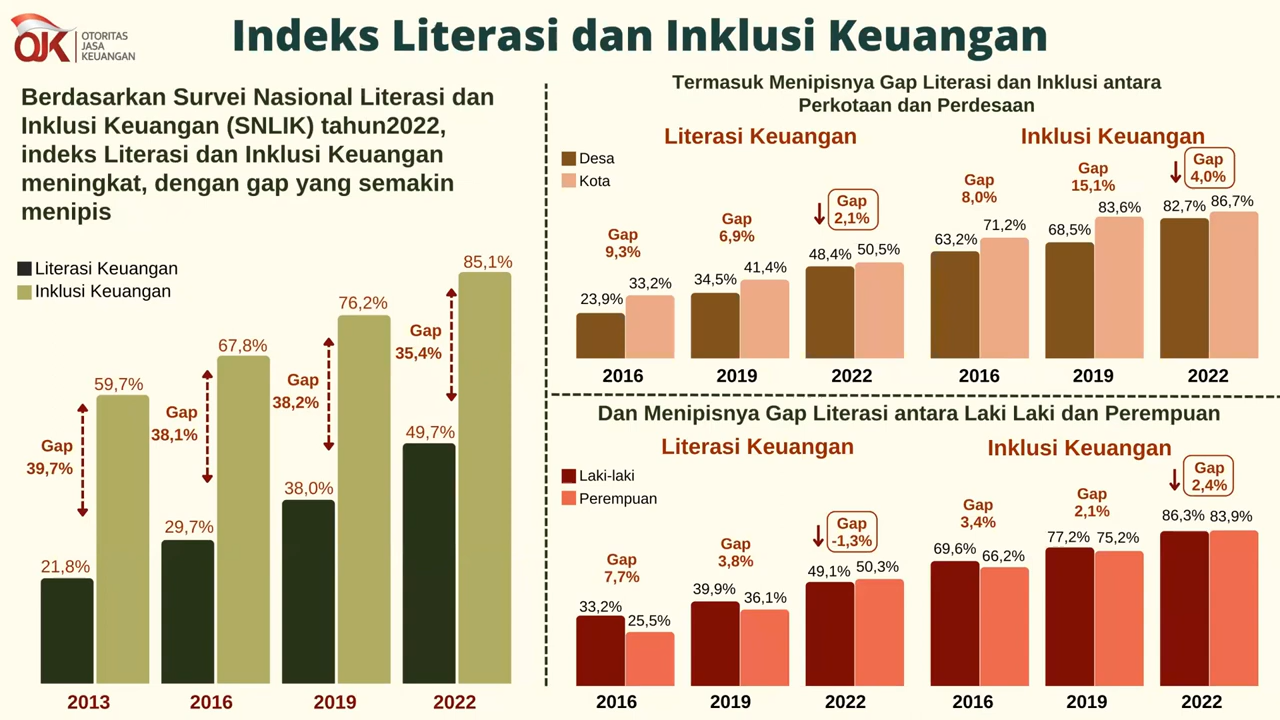 OJK
OTORITAS
JASA
KEUANGAN
Indeks Literasi dan Inklusi Keuangan
Berdasarkan Survei Nasional Literasi dan
Inklusi Keuangan (SNLIK) tahun2022,
indeks Literasi dan Inklusi Keuangan
meningkat, dengan gap yang semakin
menipis
Literasi Keuangan
Inklusi Keuangan
21,8%
59,7%
Gap
39,7%
29,7%
67,8%
Gap
38,1%
38,0%
76,2%
Gap
38,2%
49,7%
85,1%
Gap
35,4%
2013
2016
2019
2022
Termasuk Menipisnya Gap Literasi dan Inklusi antara
Perkotaan dan Perdesaan
Literasi Keuangan
Desa
Kota
Gap
9,3%
23,9%
33,2%
Gap
6,9%
34,5%
41,4%
Gap
2,1%
48,4%
50,5%
2016
2019
2022
Inklusi Keuangan
Gap
8,0%
63,2%
71,2%
Gap
15,1%
68,5%
83,6%
Gap
4,0%
82,7%
86,7%
2016
2019
2022
Dan Menipisnya Gap Literasi antara Laki Laki dan Perempuan
Literasi Keuangan
Laki-laki
Perempuan
Gap
7,7%
33,2%
25,5%
Gap
3,8%
39,9%
36,1%
Gap
-1,3%
49,1%
50,3%
2016
2019
2022
Inklusi Keuangan
Gap
3,4%
69,6%
66,2%
Gap
2,1%
77,2%
75,2%
Gap
2,4%
86,3%
83,9%
2016
2019
2022